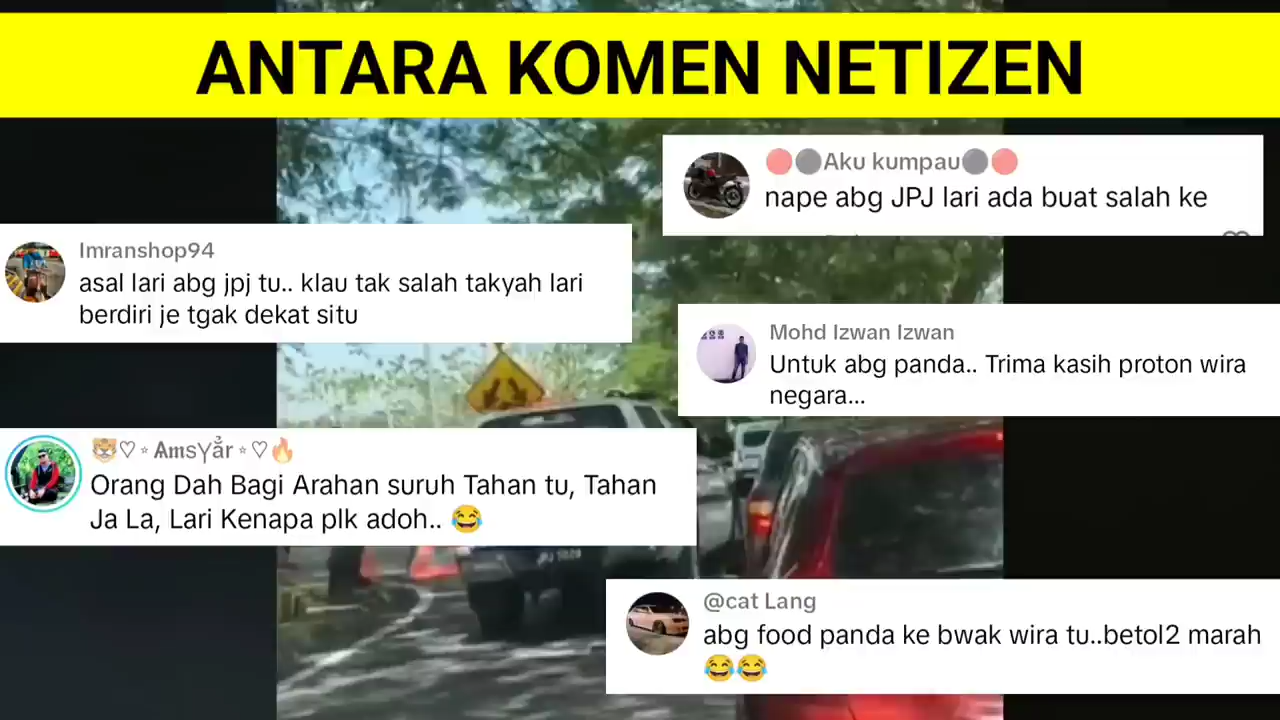 ANTARA KOMEN NETIZEN
🔴⚫Aku kumpau⚫🔴
nape abg JPJ lari ada buat salah ke
Imranshop94
asal lari abg jpj tu.. klau tak salah takyah lari
berdiri je tgak dekat situ
Mohd Izwan Izwan
Untuk abg panda.. Trima kasih proton wira
negara...
🐯♡◦AmsƳẳr◦♡🔥
Orang Dah Bagi Arahan suruh Tahan tu, Tahan
Ja La, Lari Kenapa plk adoh.. 😂
@cat Lang
abg food panda ke bwak wira tu..betol2 marah
😂😂